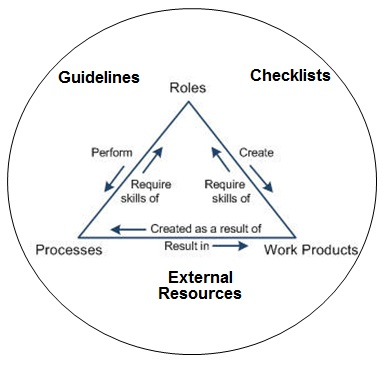 Guidelines
Checklists
Roles
Perform
Create
Require
skills of
Require
skills of
Created as a result of
Processes
Result in
Work Products
External
Resources